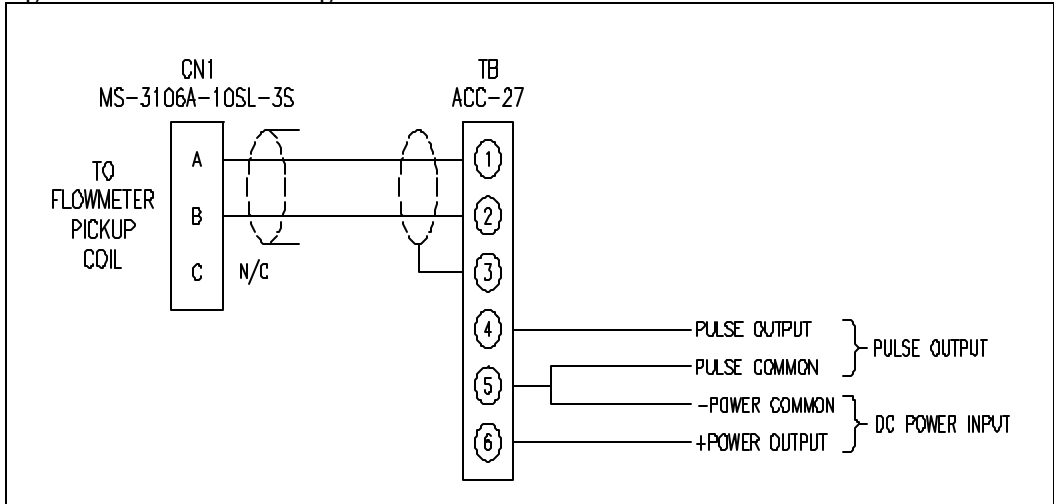 CN1
MS-3106A-10SL-3S
TB
ACC-27
TO
FLOWMETER
PICKUP
COIL
A
B
C
N/C
1
2
3
4
5
6
PULSE OUTPUT
PULSE COMMON
PULSE OUTPUT
-POWER COMMON
+POWER OUTPUT
DC POWER INPUT